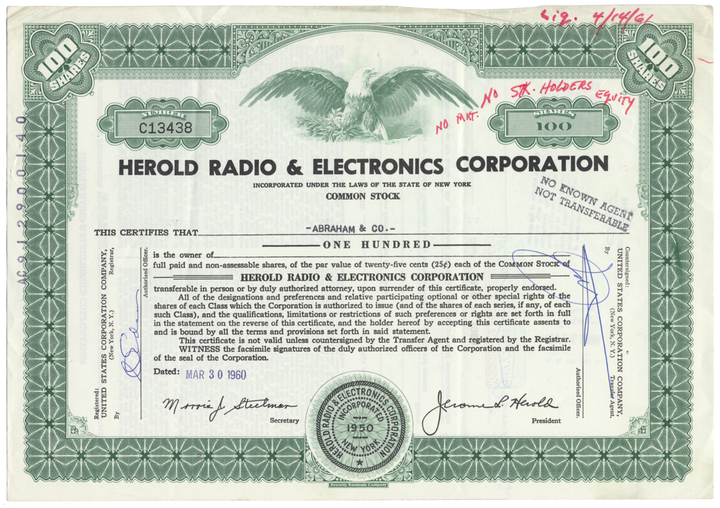 Lig. 4/14/61
100
SHARES
100
SHARES
NO MKT. NO STK. HOLDERS EQUITY
NUMBER
C13438
SHARES
100
HEROLD RADIO & ELECTRONICS CORPORATION
INCORPORATED UNDER THE LAWS OF THE STATE OF NEW YORK
COMMON STOCK
NO KNOWN AGENT
NOT TRANSFERABLE
AC912900140
THIS CERTIFIES THAT -ABRAHAM & CO.-
ONE HUNDRED
is the owner of
full paid and non-assessable shares, of the par value of twenty-five cents (25¢) each of the COMMON STOCK of
HEROLD RADIO & ELECTRONICS CORPORATION
transferable in person or by duly authorized attorney, upon surrender of this certificate, properly endorsed.
All of the designations and preferences and relative participating optional or other special rights of the
shares of each Class which the Corporation is authorized to issue (and of the shares of each series, if any, of each
such Class), and the qualifications, limitations or restrictions of such preferences or rights are set forth in full
in the statement on the reverse of this certificate, and the holder hereof by accepting this certificate assents to
and is bound by all the terms and provisions set forth in said statement.
This certificate is not valid unless countersigned by the Transfer Agent and registered by the Registrar.
WITNESS the facsimile signatures of the duly authorized officers of the Corporation and the facsimile
of the seal of the Corporation.
Dated: MAR 30 1960
Registered:
UNITED STATES CORPORATION COMPANY,
(New York, N. Y.) Registrar,
By
Authorized Officer.
Countersigned:
UNITED STATES CORPORATION COMPANY,
(New York, N. Y.) Transfer Agent,
By
Authorized Officer.
Morris J. Steelman
Secretary
Jerome L. Herold
President
HEROLD RADIO & ELECTRONICS CORPORATION
INCORPORATED
1950
NEW YORK